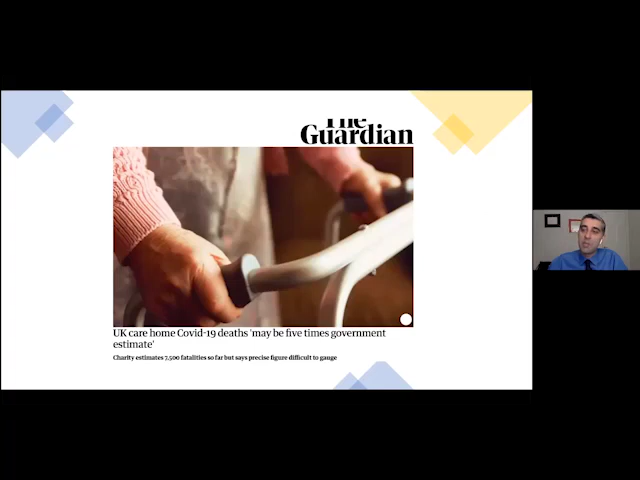 The
Guardian
UK care home Covid-19 deaths 'may be five times government
estimate'
Charity estimates 7,500 fatalities so far but says precise figure difficult to gauge